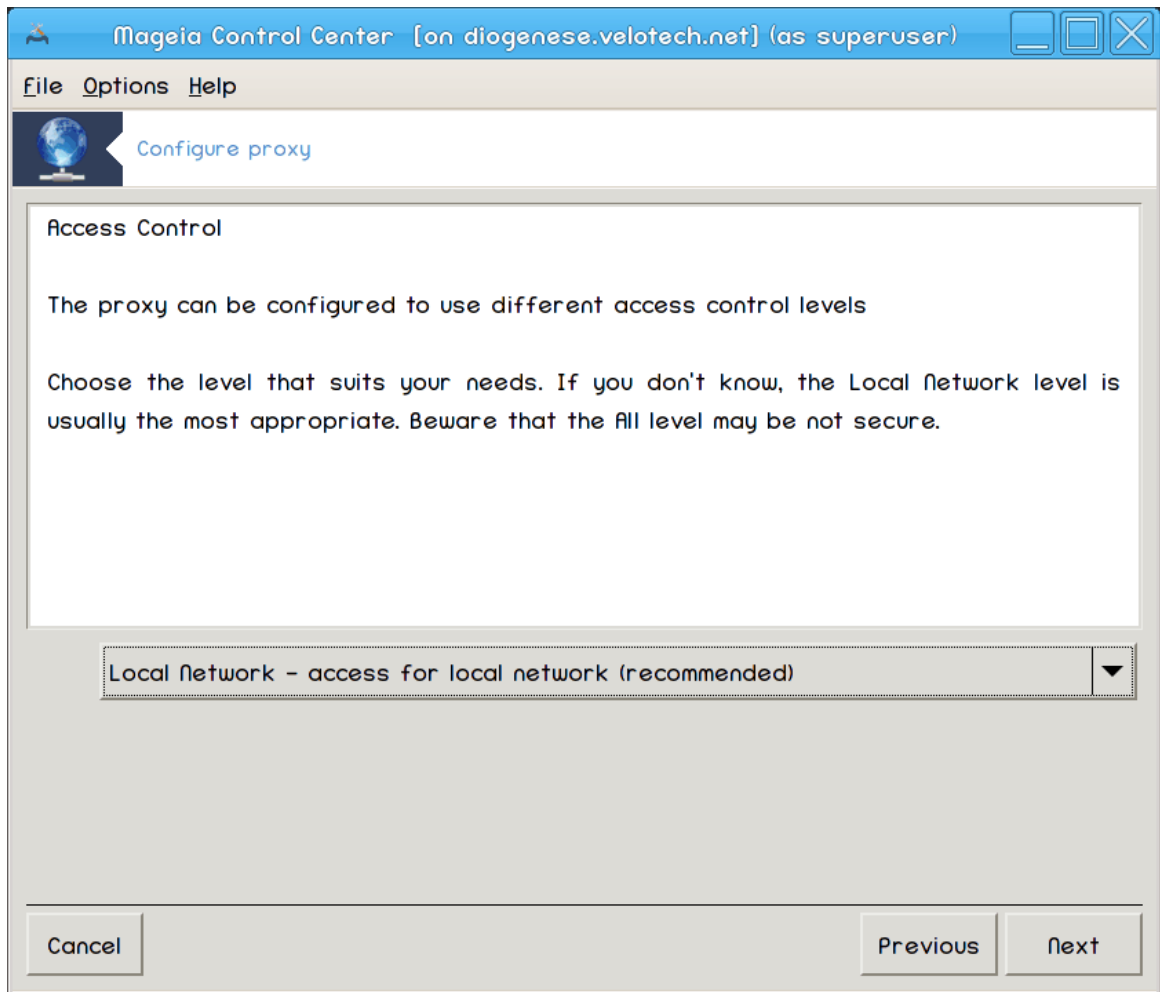 Mageia Control Center [on diogenese.velotech.net] (as superuser)
File Options Help
Configure proxy
Access Control
The proxy can be configured to use different access control levels
Choose the level that suits your needs. If you don't know, the Local Network level is
usually the most appropriate. Beware that the All level may be not secure.
Local Network - access for local network (recommended)
Cancel Previous Next